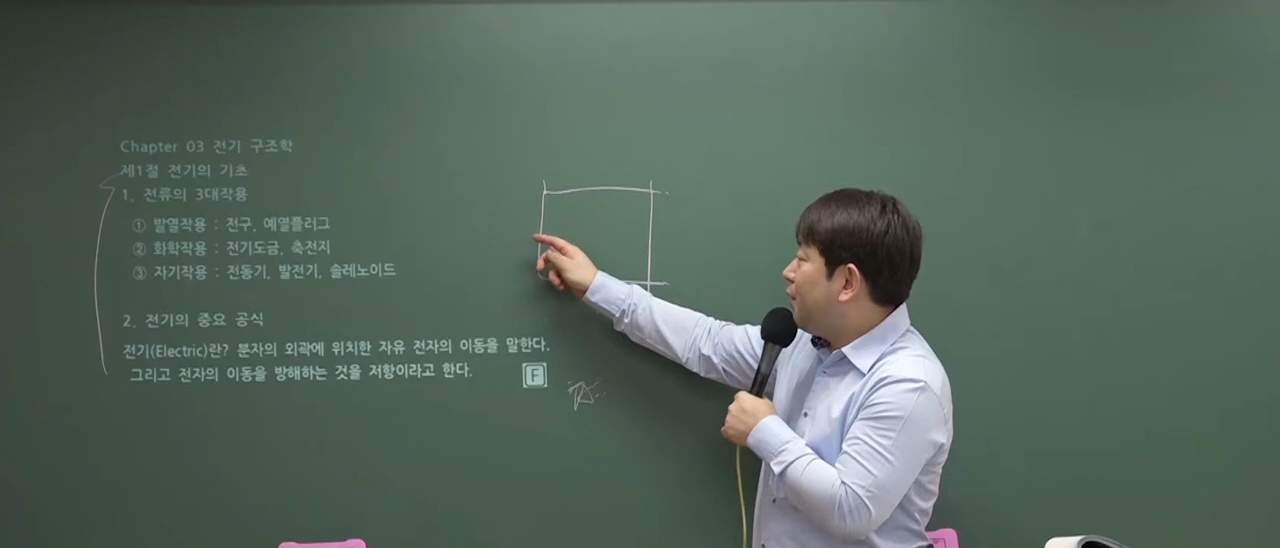 Chapter 03 전기 구조학
제1절 전기의 기초
1. 전류의 3대작용
① 발열작용 : 전구, 예열플러그
② 화학작용 : 전기도금, 축전지
③ 자기작용 : 전동기, 발전기, 솔레노이드
2. 전기의 중요 공식
전기(Electric)란? 분자의 외곽에 위치한 자유 전자의 이동을 말한다.
그리고 전자의 이동을 방해하는 것을 저항이라고 한다.
F